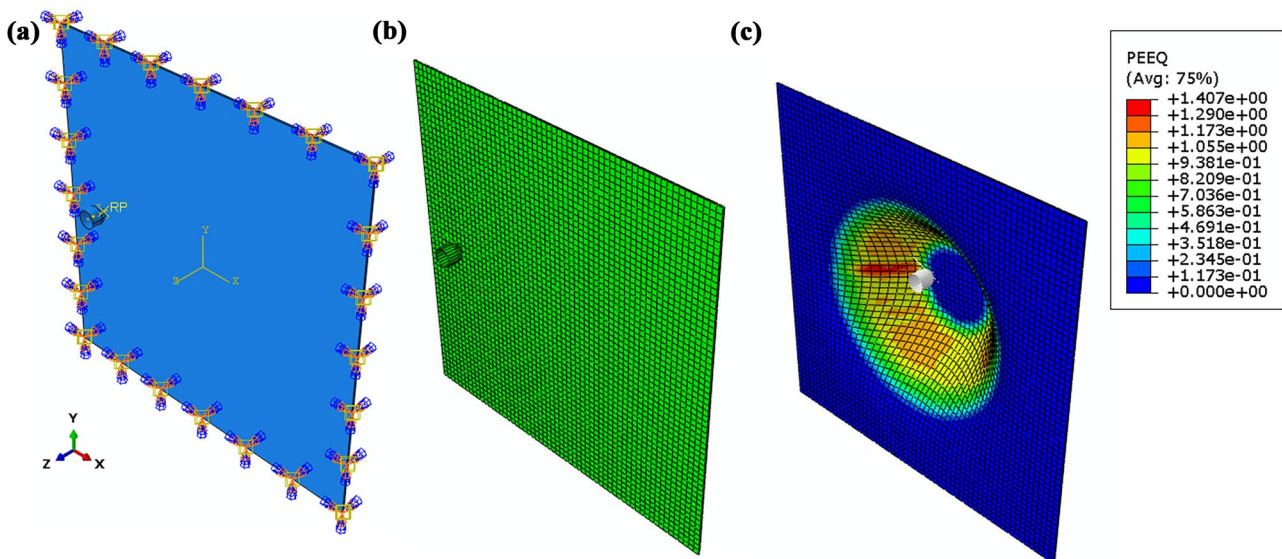 (a)
RP
Y
Z
X
Y
Z
X
(b)
(c)
PEEQ
(Avg: 75%)
+1.407e+00
+1.290e+00
+1.173e+00
+1.055e+00
+9.381e-01
+8.209e-01
+7.036e-01
+5.863e-01
+4.691e-01
+3.518e-01
+2.345e-01
+1.173e-01
+0.000e+00